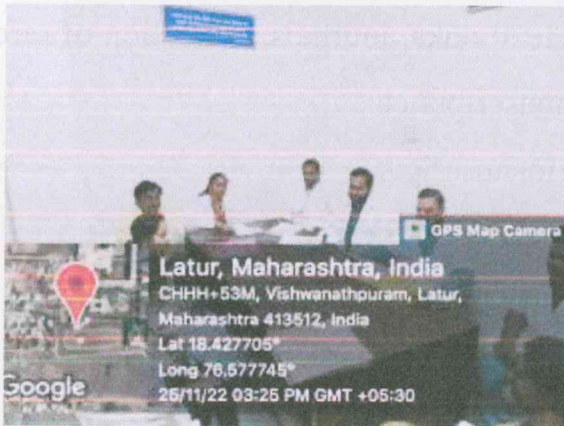 GPS Map Camera
Latur, Maharashtra, India
CHHH+53M, Vishwanathpuram, Latur,
Maharashtra 413512, India
Lat 18.427705°
Long 76.577745°
25/11/22 03:25 PM GMT +05:30
Google